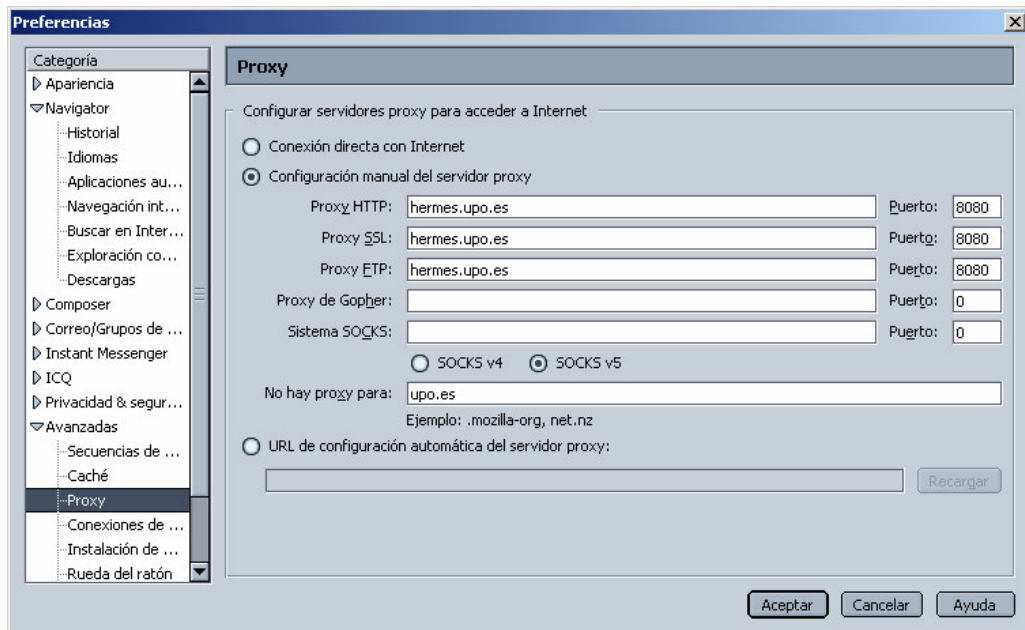 Preferencias
Categoría
Apariencia
Navigator
Historial
Idiomas
Aplicaciones au...
Navegación int...
Buscar en Inter...
Exploración co...
Descargas
Composer
Correo/Grupos de ...
Instant Messenger
ICQ
Privacidad & segur...
Avanzadas
Secuencias de ...
Caché
Proxy
Conexiones de ...
Instalación de ...
Rueda del ratón
Proxy
Configurar servidores proxy para acceder a Internet
Conexión directa con Internet
Configuración manual del servidor proxy
Proxy HTTP: hermes.upo.es Puerto: 8080
Proxy SSL: hermes.upo.es Puerto: 8080
Proxy FTP: hermes.upo.es Puerto: 8080
Proxy de Gopher: Puerto: 0
Sistema SOCKS: Puerto: 0
SOCKS v4 SOCKS v5
No hay proxy para: upo.es
Ejemplo: .mozilla-org, net.nz
URL de configuración automática del servidor proxy:
Recargar
Aceptar Cancelar Ayuda